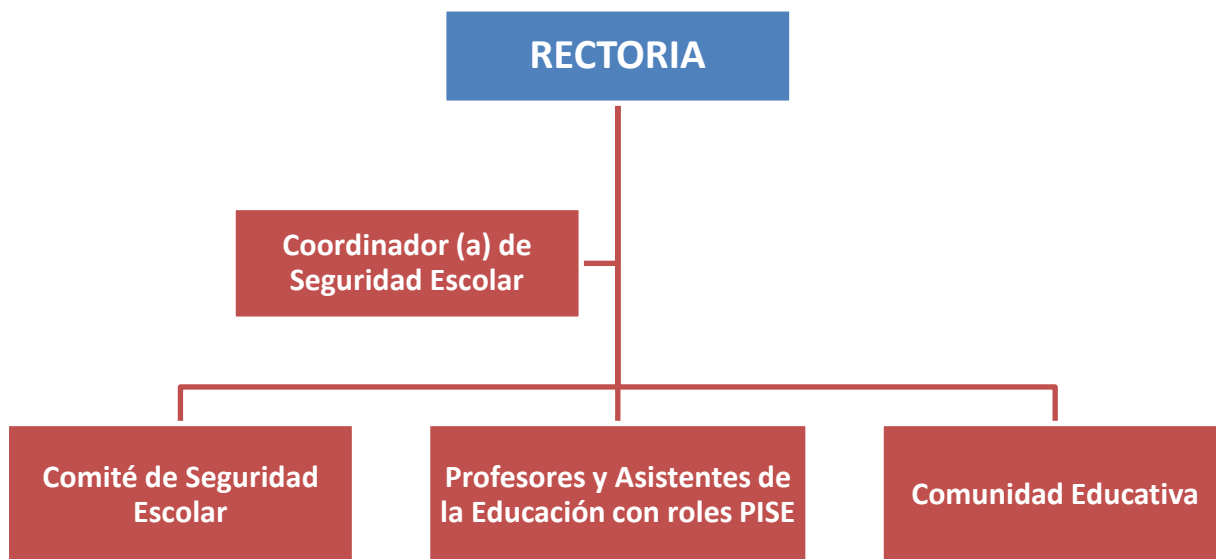 RECTORIA
Coordinador (a) de
Seguridad Escolar
Comité de Seguridad
Escolar
Profesores y Asistentes de
la Educación con roles PISE
Comunidad Educativa